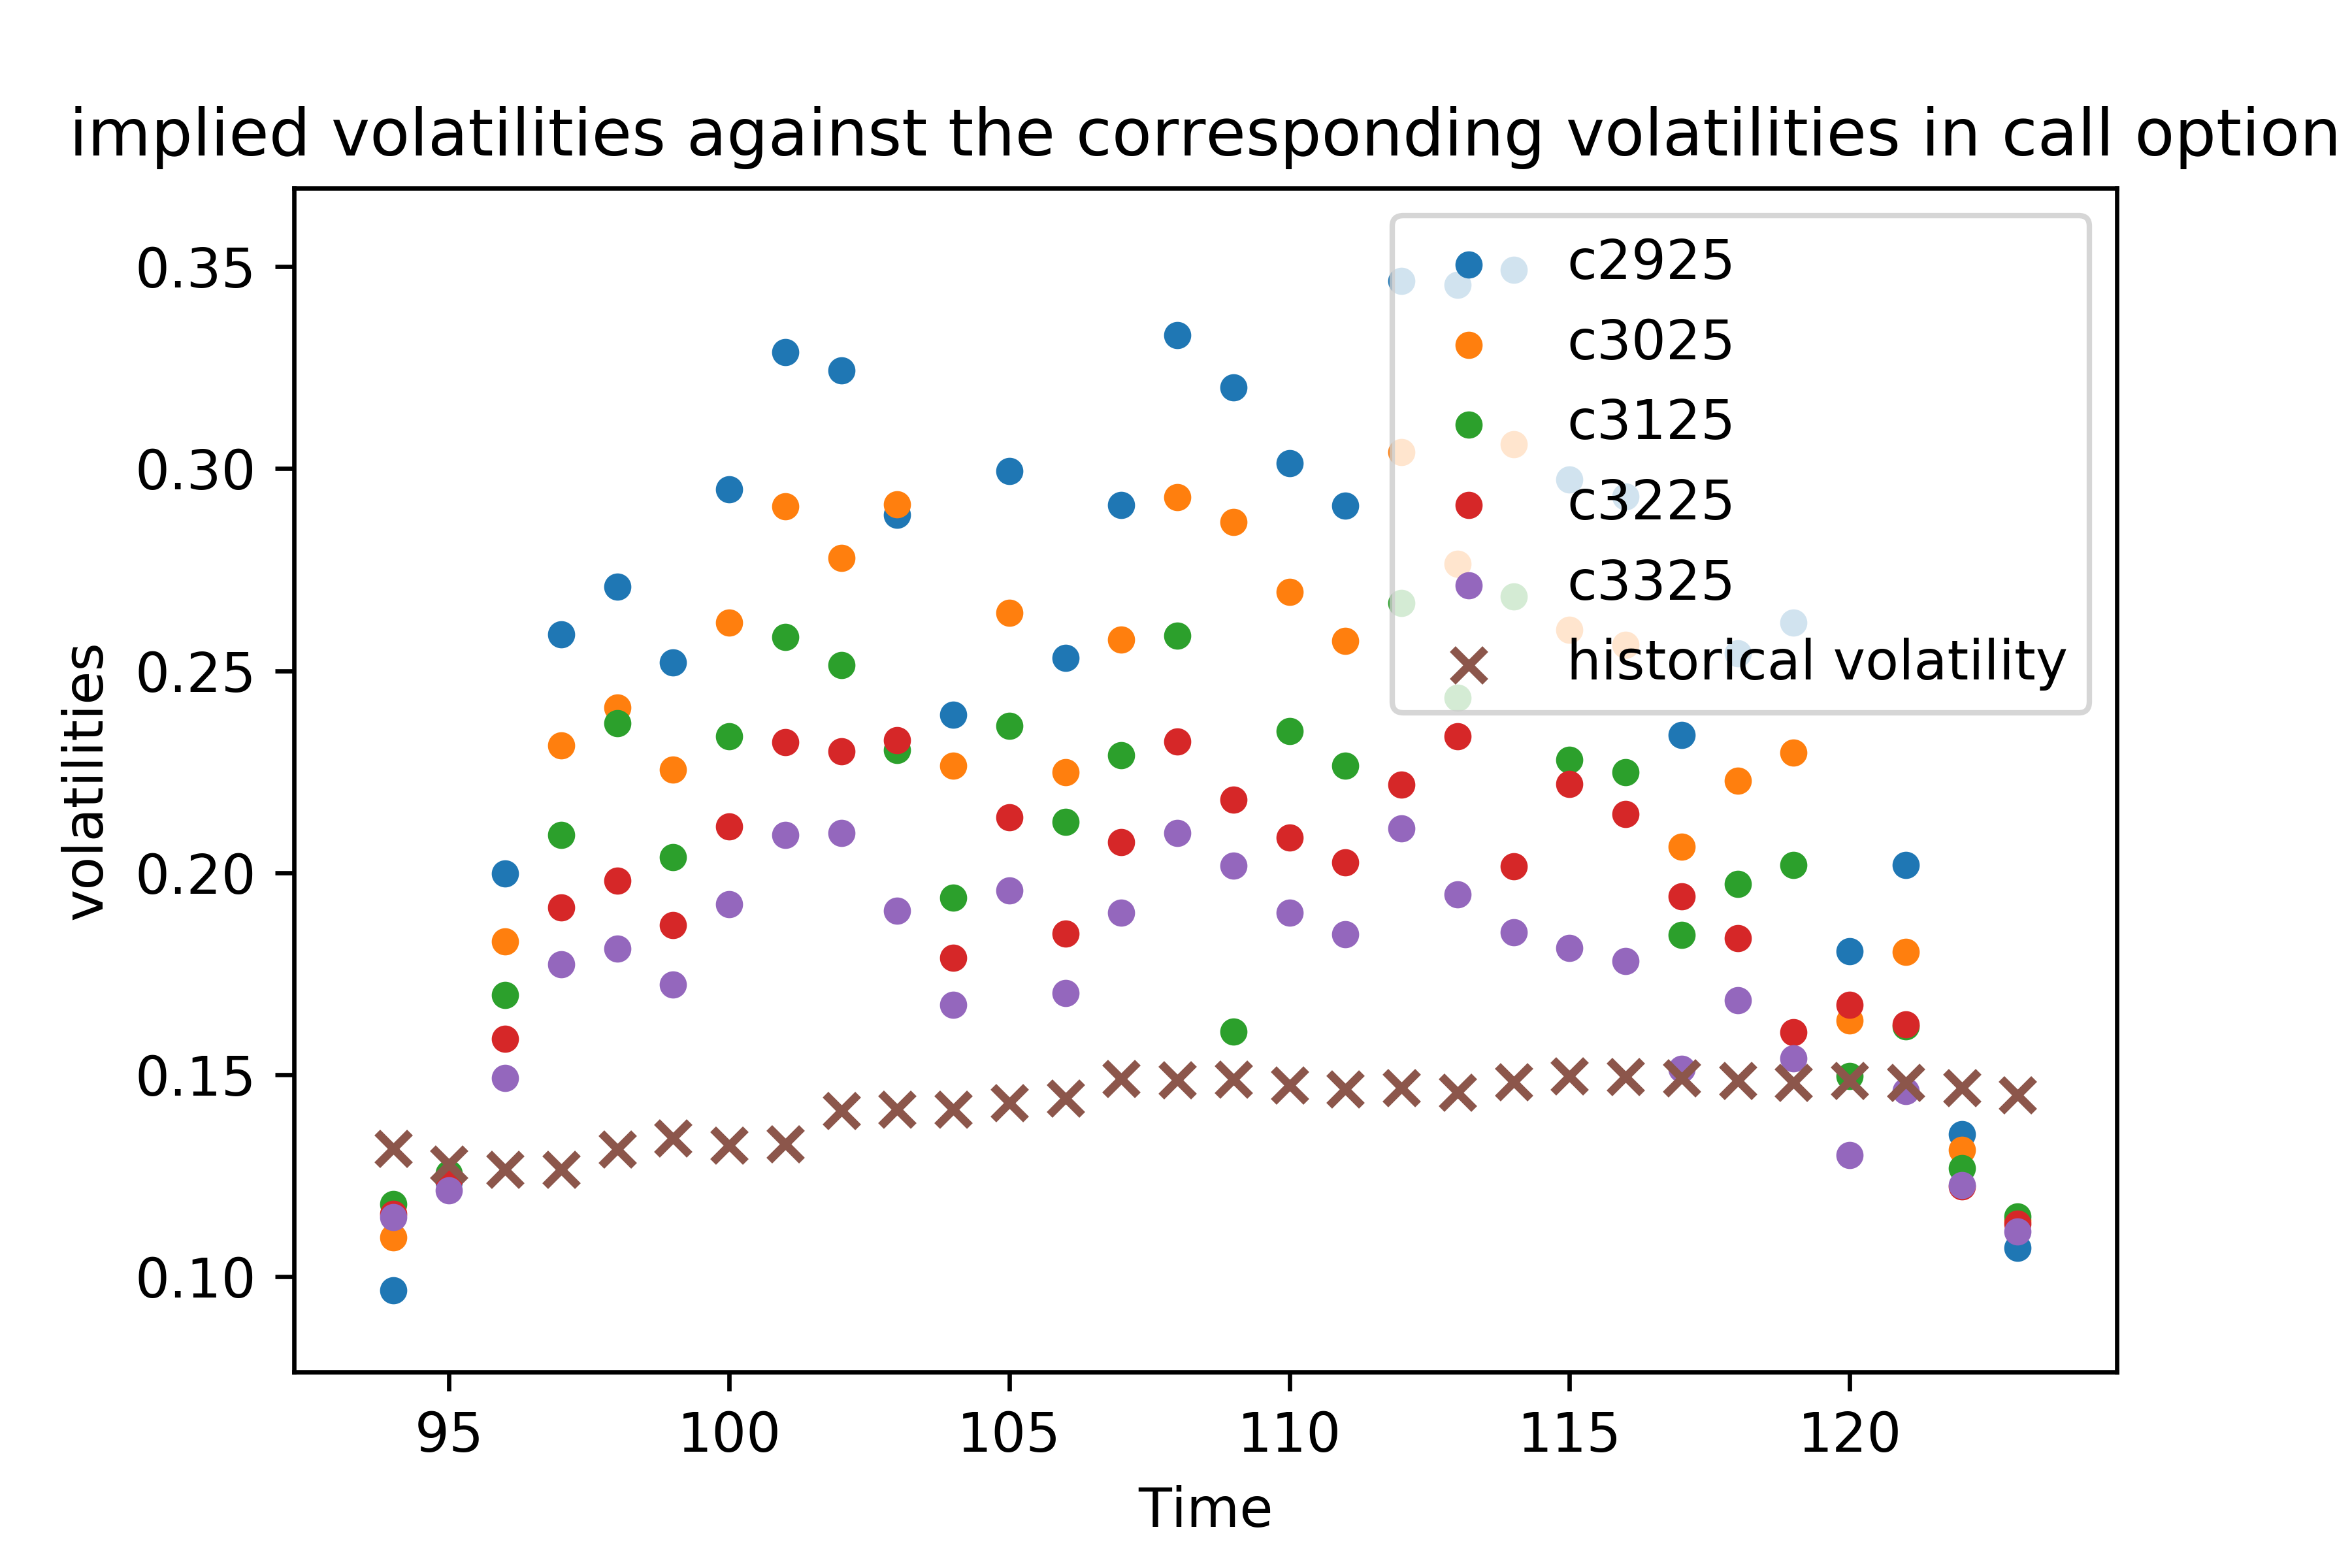 implied volatilities against the corresponding volatilities in call option
volatilities
0.35
0.30
0.25
0.20
0.15
0.10
c2925
c3025
c3125
c3225
c3325
historical volatility
95 100 105 110 115 120
Time